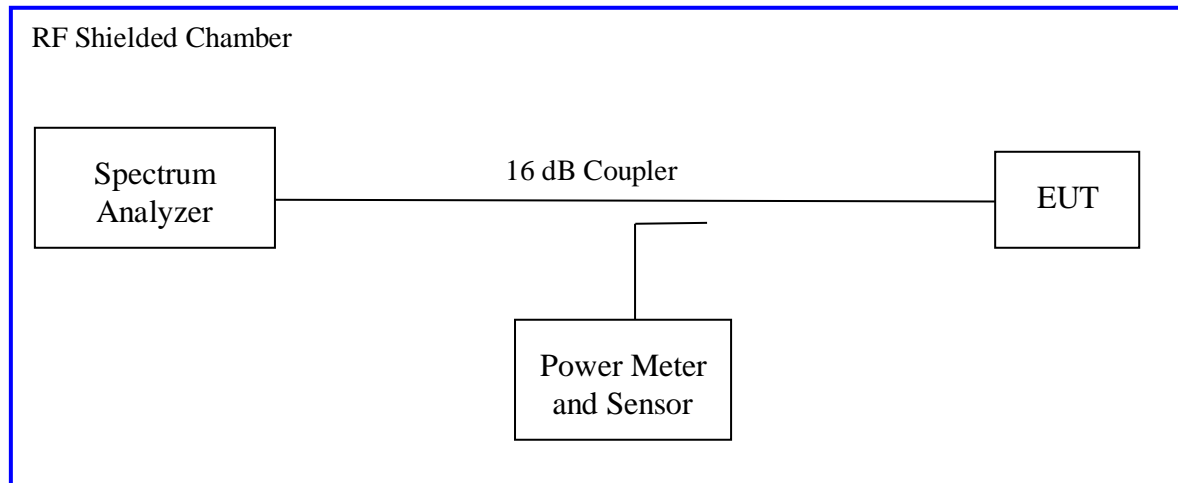 RF Shielded Chamber
Spectrum
Analyzer
16 dB Coupler
EUT
Power Meter
and Sensor